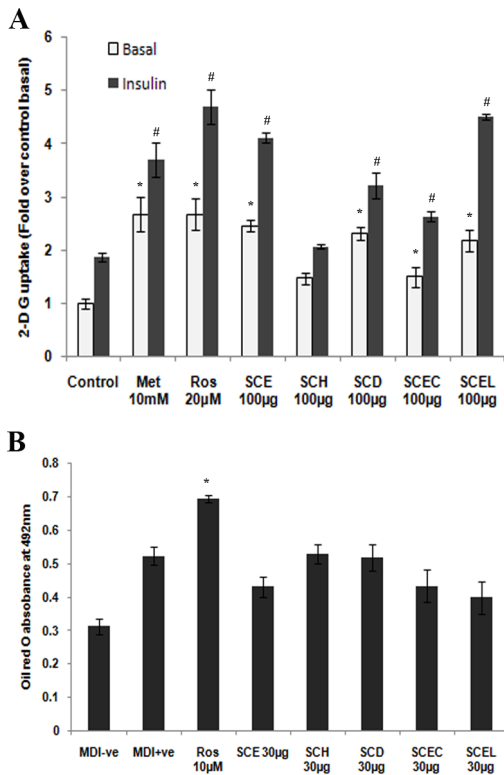 A
2-D G uptake (Fold over control basal)
6
5
4
3
2
1
0
Basal
Insulin
* # * # * # * # * # * #
Control Met Ros SCE SCH SCD SCEC SCEL
10mM 20µM 100µg 100µg 100µg 100µg 100µg
B
Oil red O absobance at 492nm
0.8
0.7
0.6
0.5
0.4
0.3
0.2
0.1
0
*
MDI-ve MDI+ve Ros SCE 30µg SCH SCD SCEC SCEL
10µM 30µg 30µg 30µg 30µg